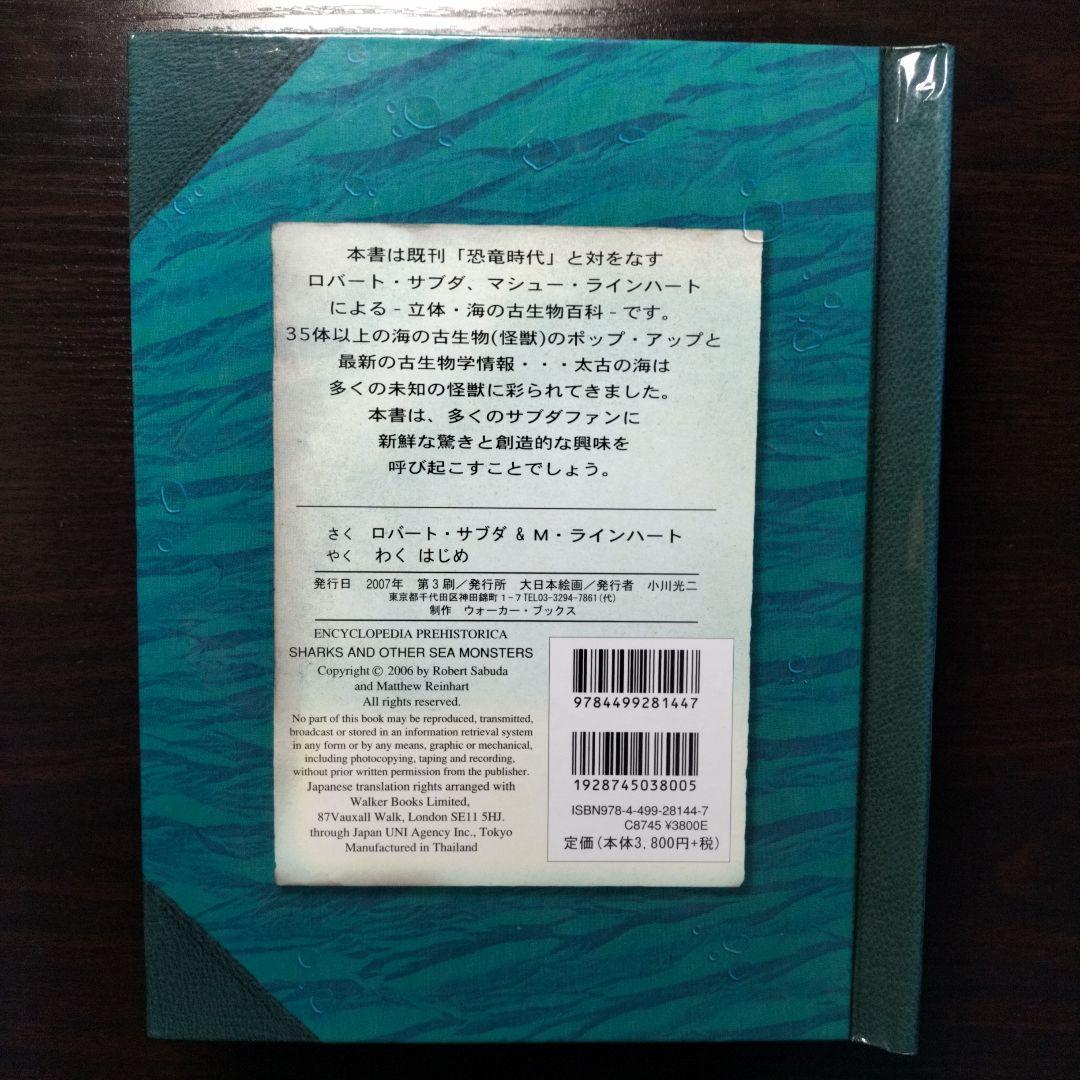 本書は既刊「恐竜時代」と対をなす
ロバート・サブダ、マシュー・ラインハート
による - 立体・海の古生物百科 - です。
35体以上の海の古生物(怪獣)のポップ・アップと
最新の古生物学情報・・・太古の海は
多くの未知の怪獣に彩られてきました。
本書は、多くのサブダファンに
新鮮な驚きと創造的な興味を
呼び起こすことでしょう。
さく ロバート・サブダ & M・ラインハート
やく わく はじめ
発行日 2007年 第3刷/発行所 大日本絵画/発行者 小川光二
東京都千代田区神田錦町1-7 TEL03-3294-7861(代)
制作 ウォーカー・ブックス
ENCYCLOPEDIA PREHISTORICA
SHARKS AND OTHER SEA MONSTERS
Copyright © 2006 by Robert Sabuda
and Matthew Reinhart
All rights reserved.
No part of this book may be reproduced, transmitted,
broadcast or stored in an information retrieval system
in any form or by any means, graphic or mechanical,
including photocopying, taping and recording,
without prior written permission from the publisher.
Japanese translation rights arranged with
Walker Books Limited,
87Vauxall Walk, London SE11 5HJ.
through Japan UNI Agency Inc., Tokyo
Manufactured in Thailand
9784499281447
1928745038005
ISBN978-4-499-28144-7
C8745 ¥3800E
定価(本体3,800円+税)